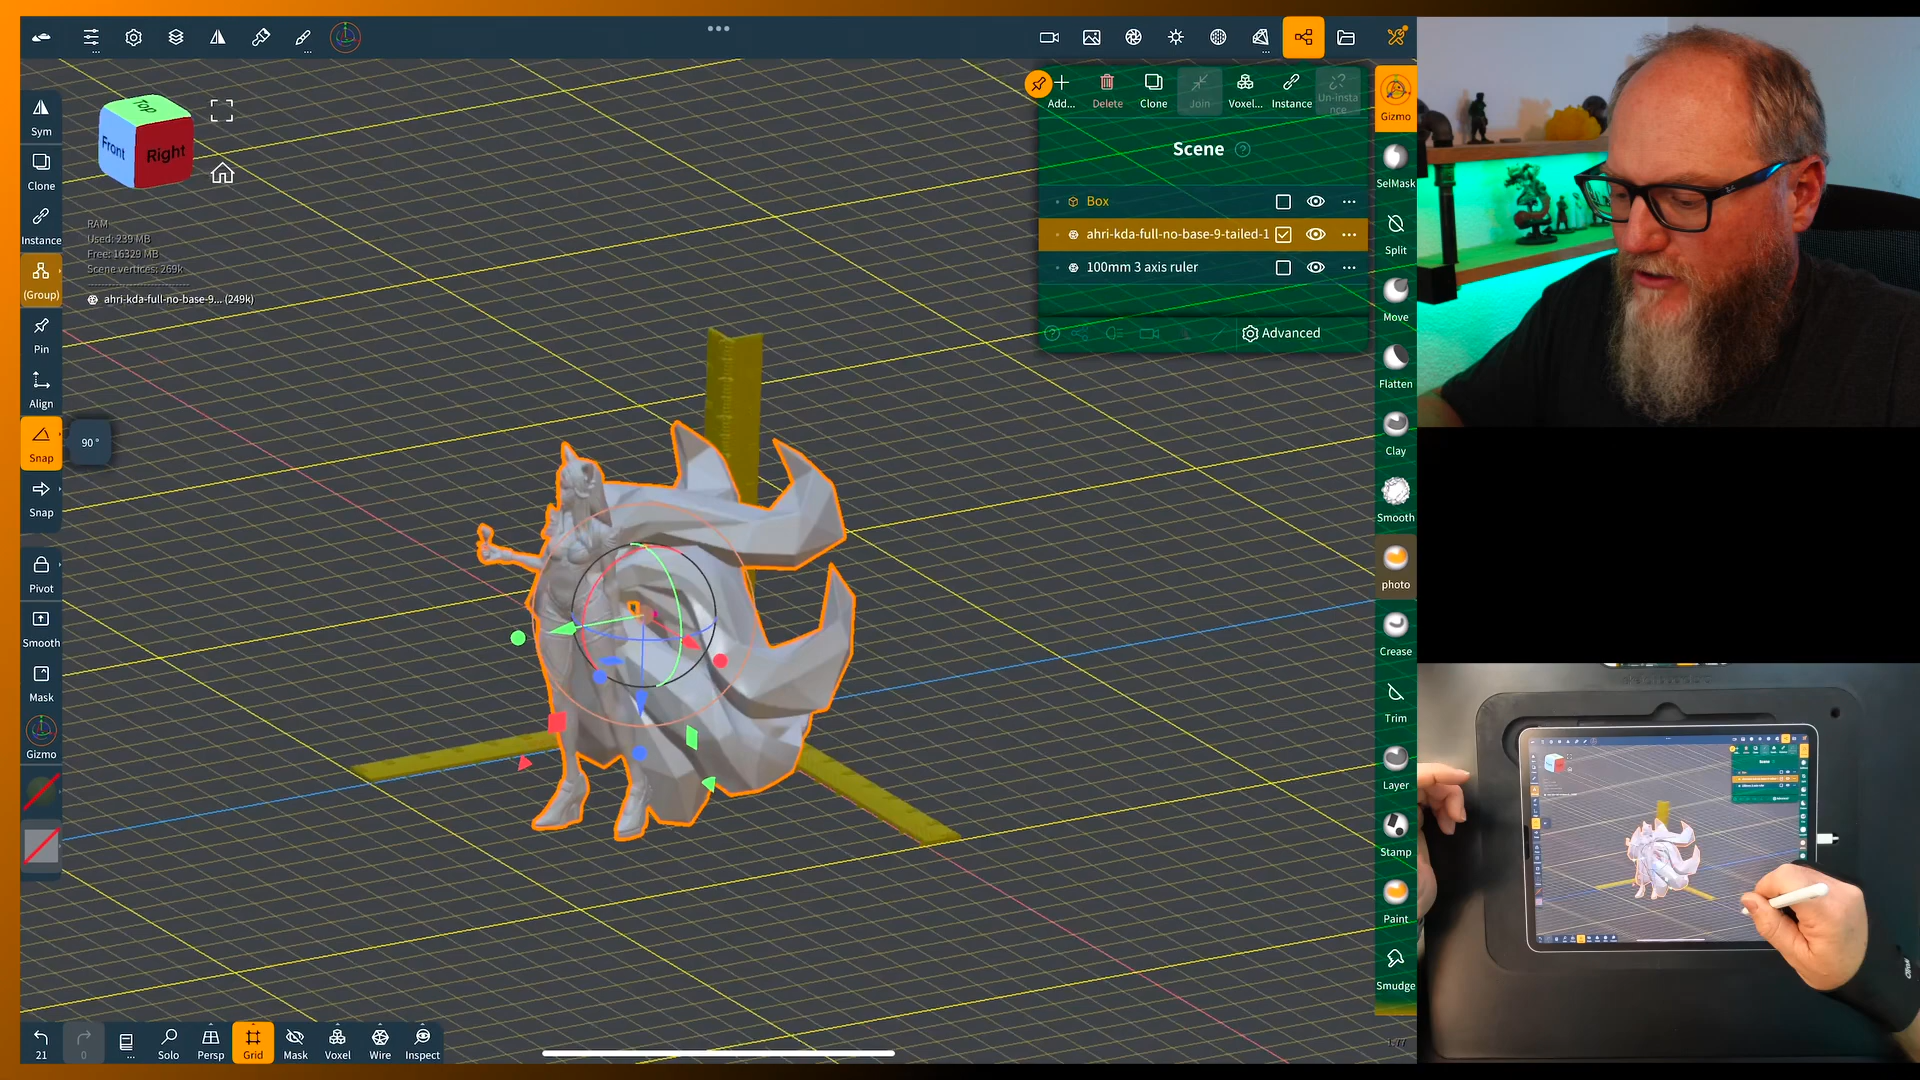 Sym
Clone
Instance
(Group)
Pin
Align
Snap
90°
Snap
Pivot
Smooth
Mask
Gizmo
Top
Front
Right
RAM
Used: 239 MB
Free: 16329 MB
Scene vertices: 269k
ahri-kda-full-no-base-9... (249k)
Add...
Delete
Clone
Join
Voxel...
Instance
Un-insta
nce
Scene
Box
ahri-kda-full-no-base-9-tailed-1
100mm 3 axis ruler
Advanced
Gizmo
SelMask
Split
Move
Flatten
Clay
Smooth
photo
Crease
Trim
Layer
Stamp
Paint
Smudge
21
0
...
Solo
Persp
Grid
Mask
Voxel
Wire
Inspect